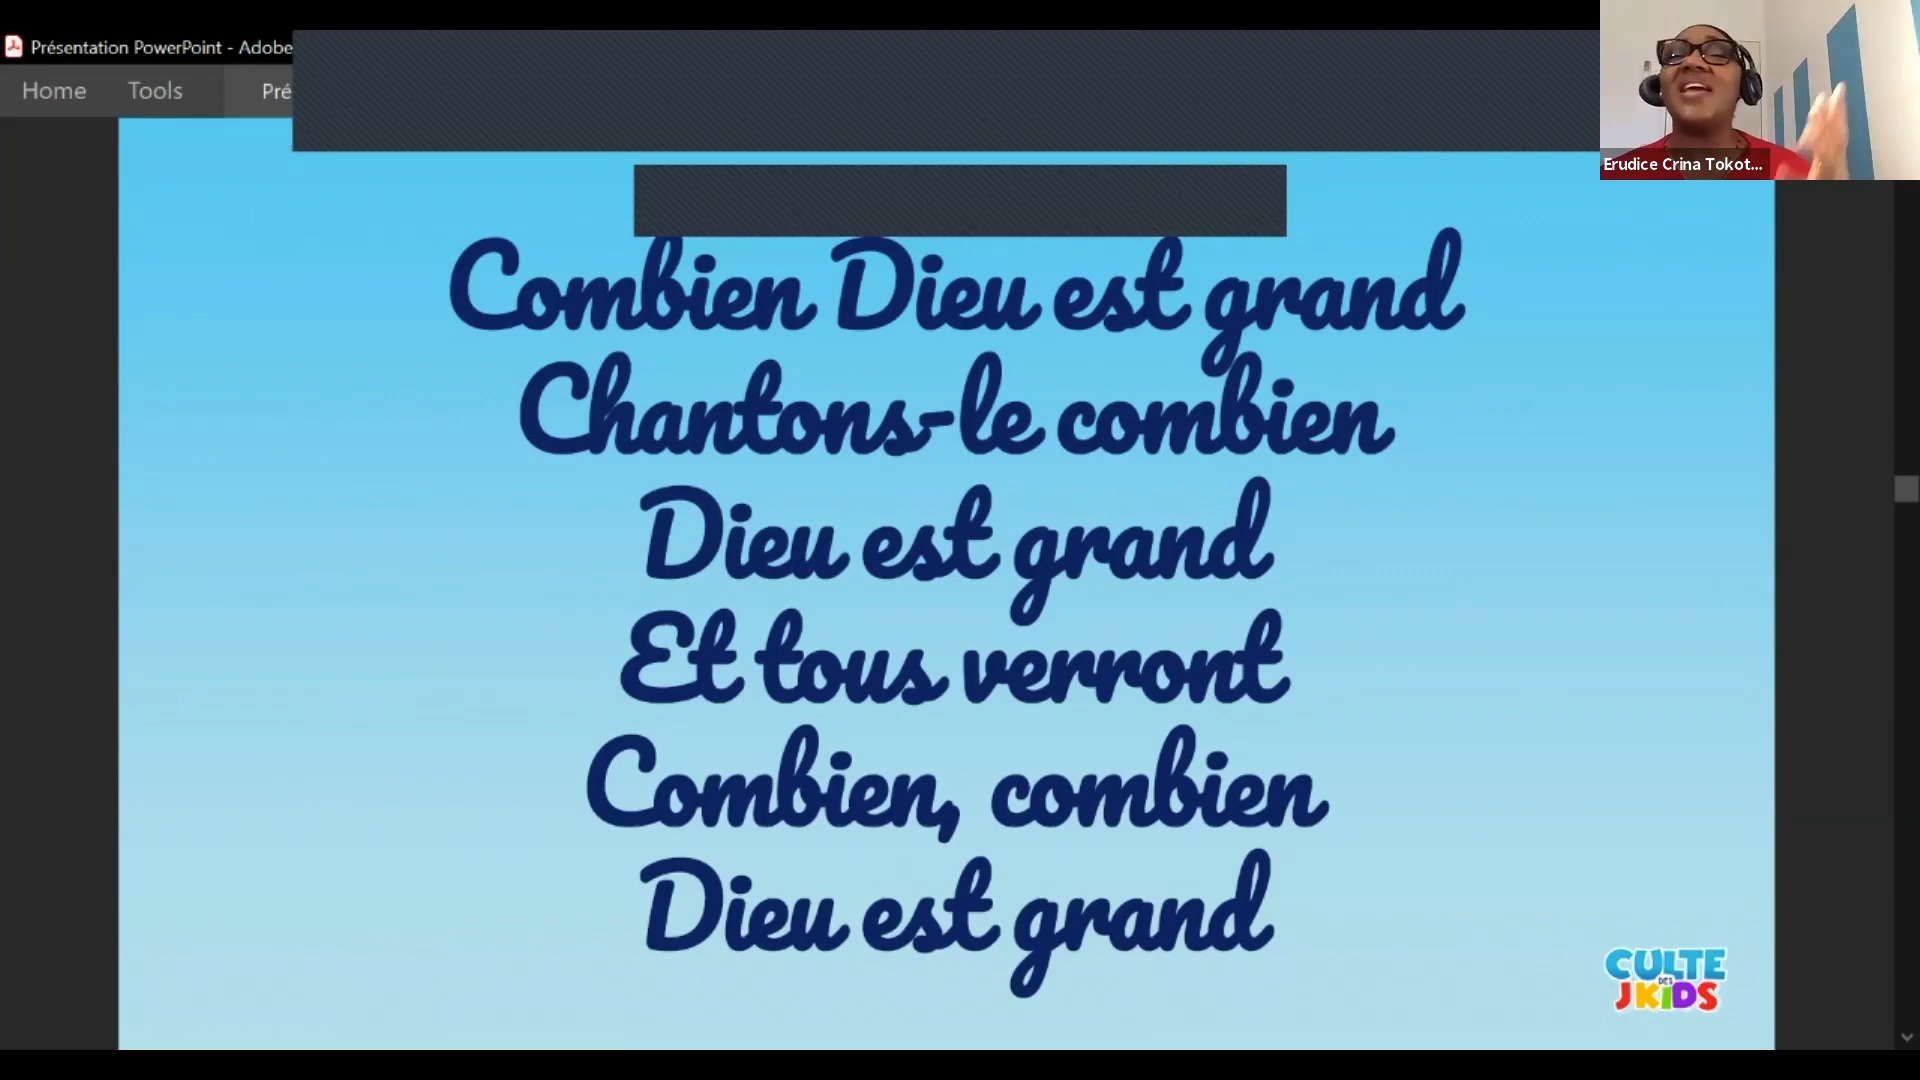 Présentation PowerPoint - Adobe
Home Tools Pré
Erudice Crina Tokot...
Combien Dieu est grand
Chantons-le combien
Dieu est grand
Et tous verront
Combien, combien
Dieu est grand
CULTE
DES
JKIDS